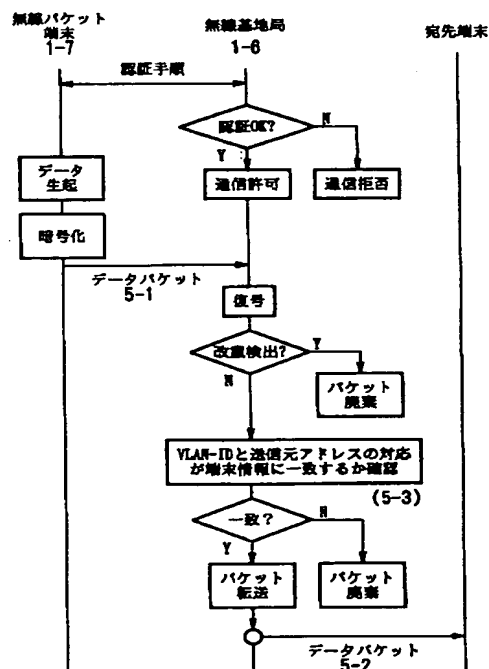 無線パケット
端末
1-7
無線基地局
1-6
宛先端末
認証手順
認証OK?
N
Y
データ
生起
通信許可
通信拒否
暗号化
データパケット
5-1
復号
改竄検出?
Y
N
パケット
廃棄
VLAN-IDと送信元アドレスの対応
が端末情報に一致するか確認
(5-3)
一致?
N
Y
パケット
転送
パケット
廃棄
データパケット
5-2